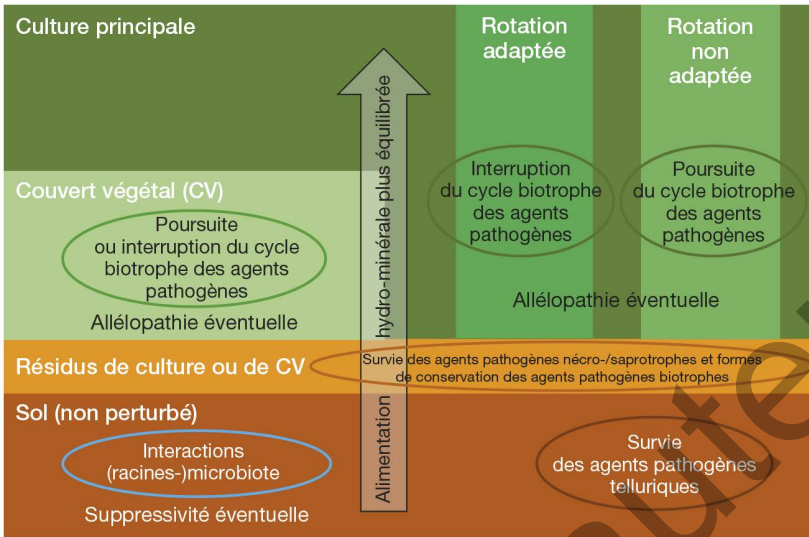 Culture principale
Rotation
adaptée
Rotation
non
adaptée
Alimentation hydro-minérale plus équilibrée
Interruption
du cycle biotrophe
des agents
pathogènes
Poursuite
du cycle biotrophe
des agents
pathogènes
Couvert végétal (CV)
Poursuite
ou interruption du cycle
biotrophe des agents
pathogènes
Allélopathie éventuelle
Allélopathie éventuelle
Résidus de culture ou de CV
Survie des agents pathogènes nécro-/saprotrophes et formes
de conservation des agents pathogènes biotrophes
Sol (non perturbé)
Interactions
(racines-)microbiote
Suppressivité éventuelle
Survie
des agents pathogènes
telluriques